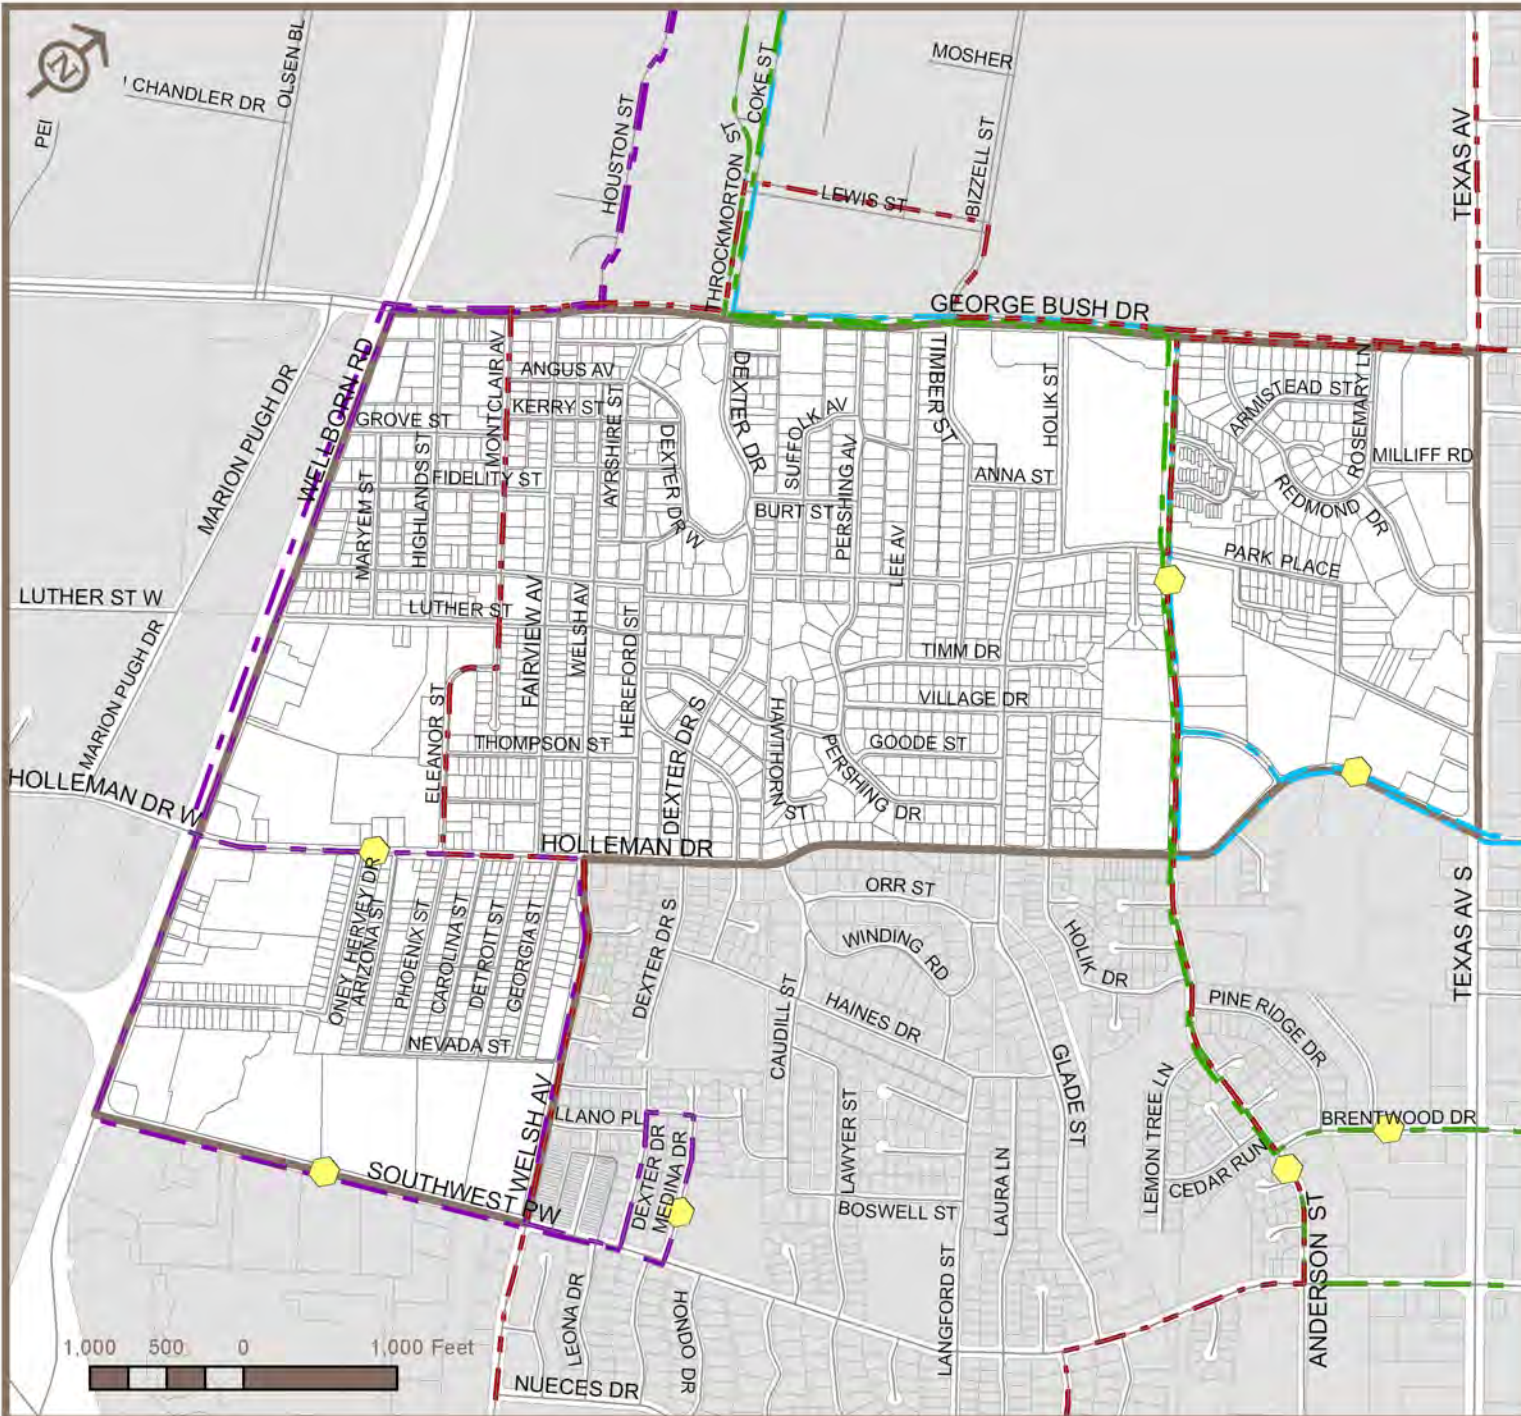 N
OLSEN BL
CHANDLER DR
PEI
HOUSTON ST
THROCKMORTON ST
COKE ST
MOSHER
BIZZELL ST
LEWIS ST
TEXAS AV
GEORGE BUSH DR
WELLBORN RD
MARION PUGH DR
MONTCLAIR AV
ANGUS AV
KERRY ST
GROVE ST
AYRSHIRE ST
DEXTER DR W
DEXTER DR
SUFFOLK AV
PERSHING AV
TIMBER ST
HOLIK ST
ARMISTEAD ST
ROSEMARY LN
MILLIFF RD
REDMOND DR
FIDELITY ST
HIGHLANDS ST
MARYEM ST
ANNA ST
BURT ST
LEE AV
PARK PLACE
LUTHER ST W
LUTHER ST
MARION PUGH DR
FAIRVIEW AV
WELSH AV
HEREFORD ST
TIMM DR
VILLAGE DR
ELEANOR ST
THOMPSON ST
DEXTER DR S
HAWTHORN ST
PERSHING DR
GOODE ST
HOLLEMAN DR W
HOLLEMAN DR
ONEY HERVEY DR
ARIZONA ST
PHOENIX ST
CAROLINA ST
DETROIT ST
GEORGIA ST
NEVADA ST
DEXTER DR S
ORR ST
WINDING RD
HOLIK DR
CAUDILL ST
HAINES DR
GLADE ST
PINE RIDGE DR
TEXAS AV S
LEMON TREE LN
BRENTWOOD DR
CEDAR RUN
WELSH AV
LLANO PL
DEXTER DR
MEDINA DR
LAWYER ST
BOSWELL ST
LAURA LN
SOUTHWEST PW
LANGFORD ST
ANDERSON ST
LEONA DR
HONDO DR
NUECES DR
1,000 500 0 1,000 Feet